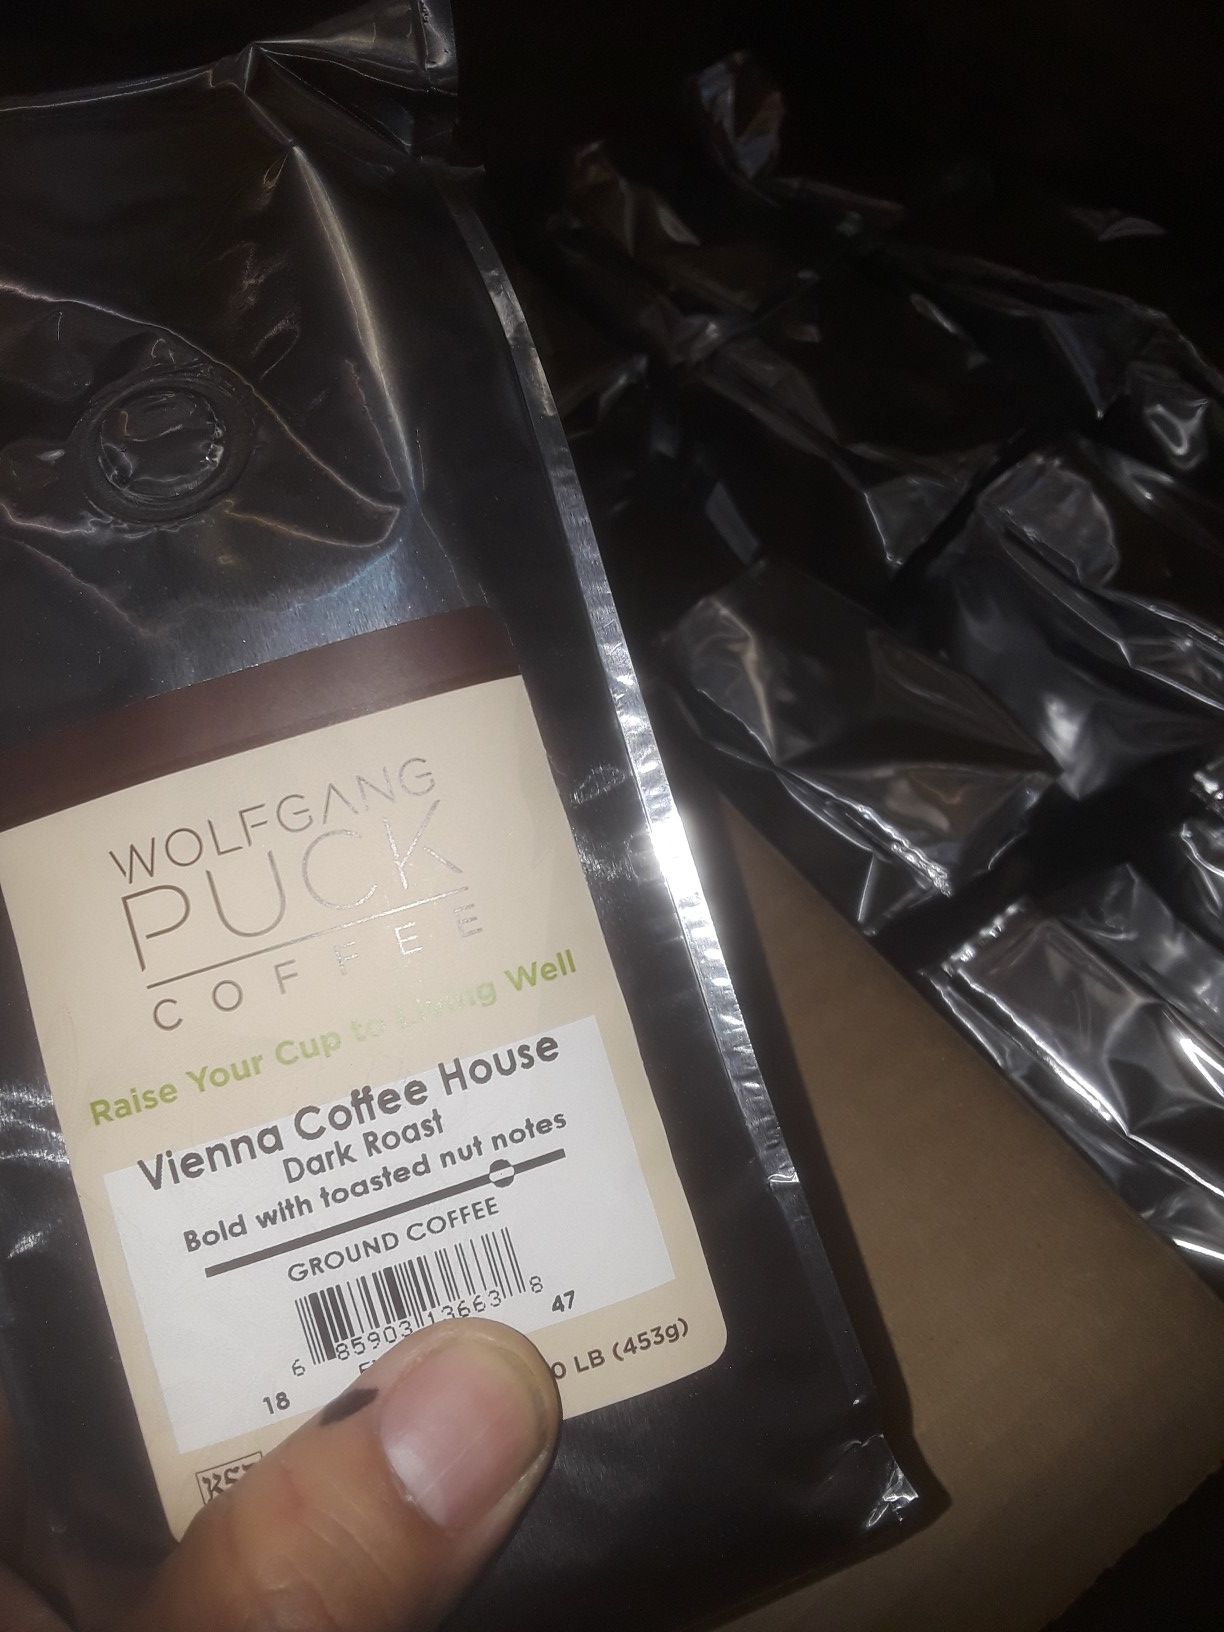 WOLFGANG
PUCK
COFFEE
Raise Your Cup to Living Well
Vienna Coffee House
Dark Roast
Bold with toasted nut notes
GROUND COFFEE
6 85903 13663 8
18 47
0 LB (453g)